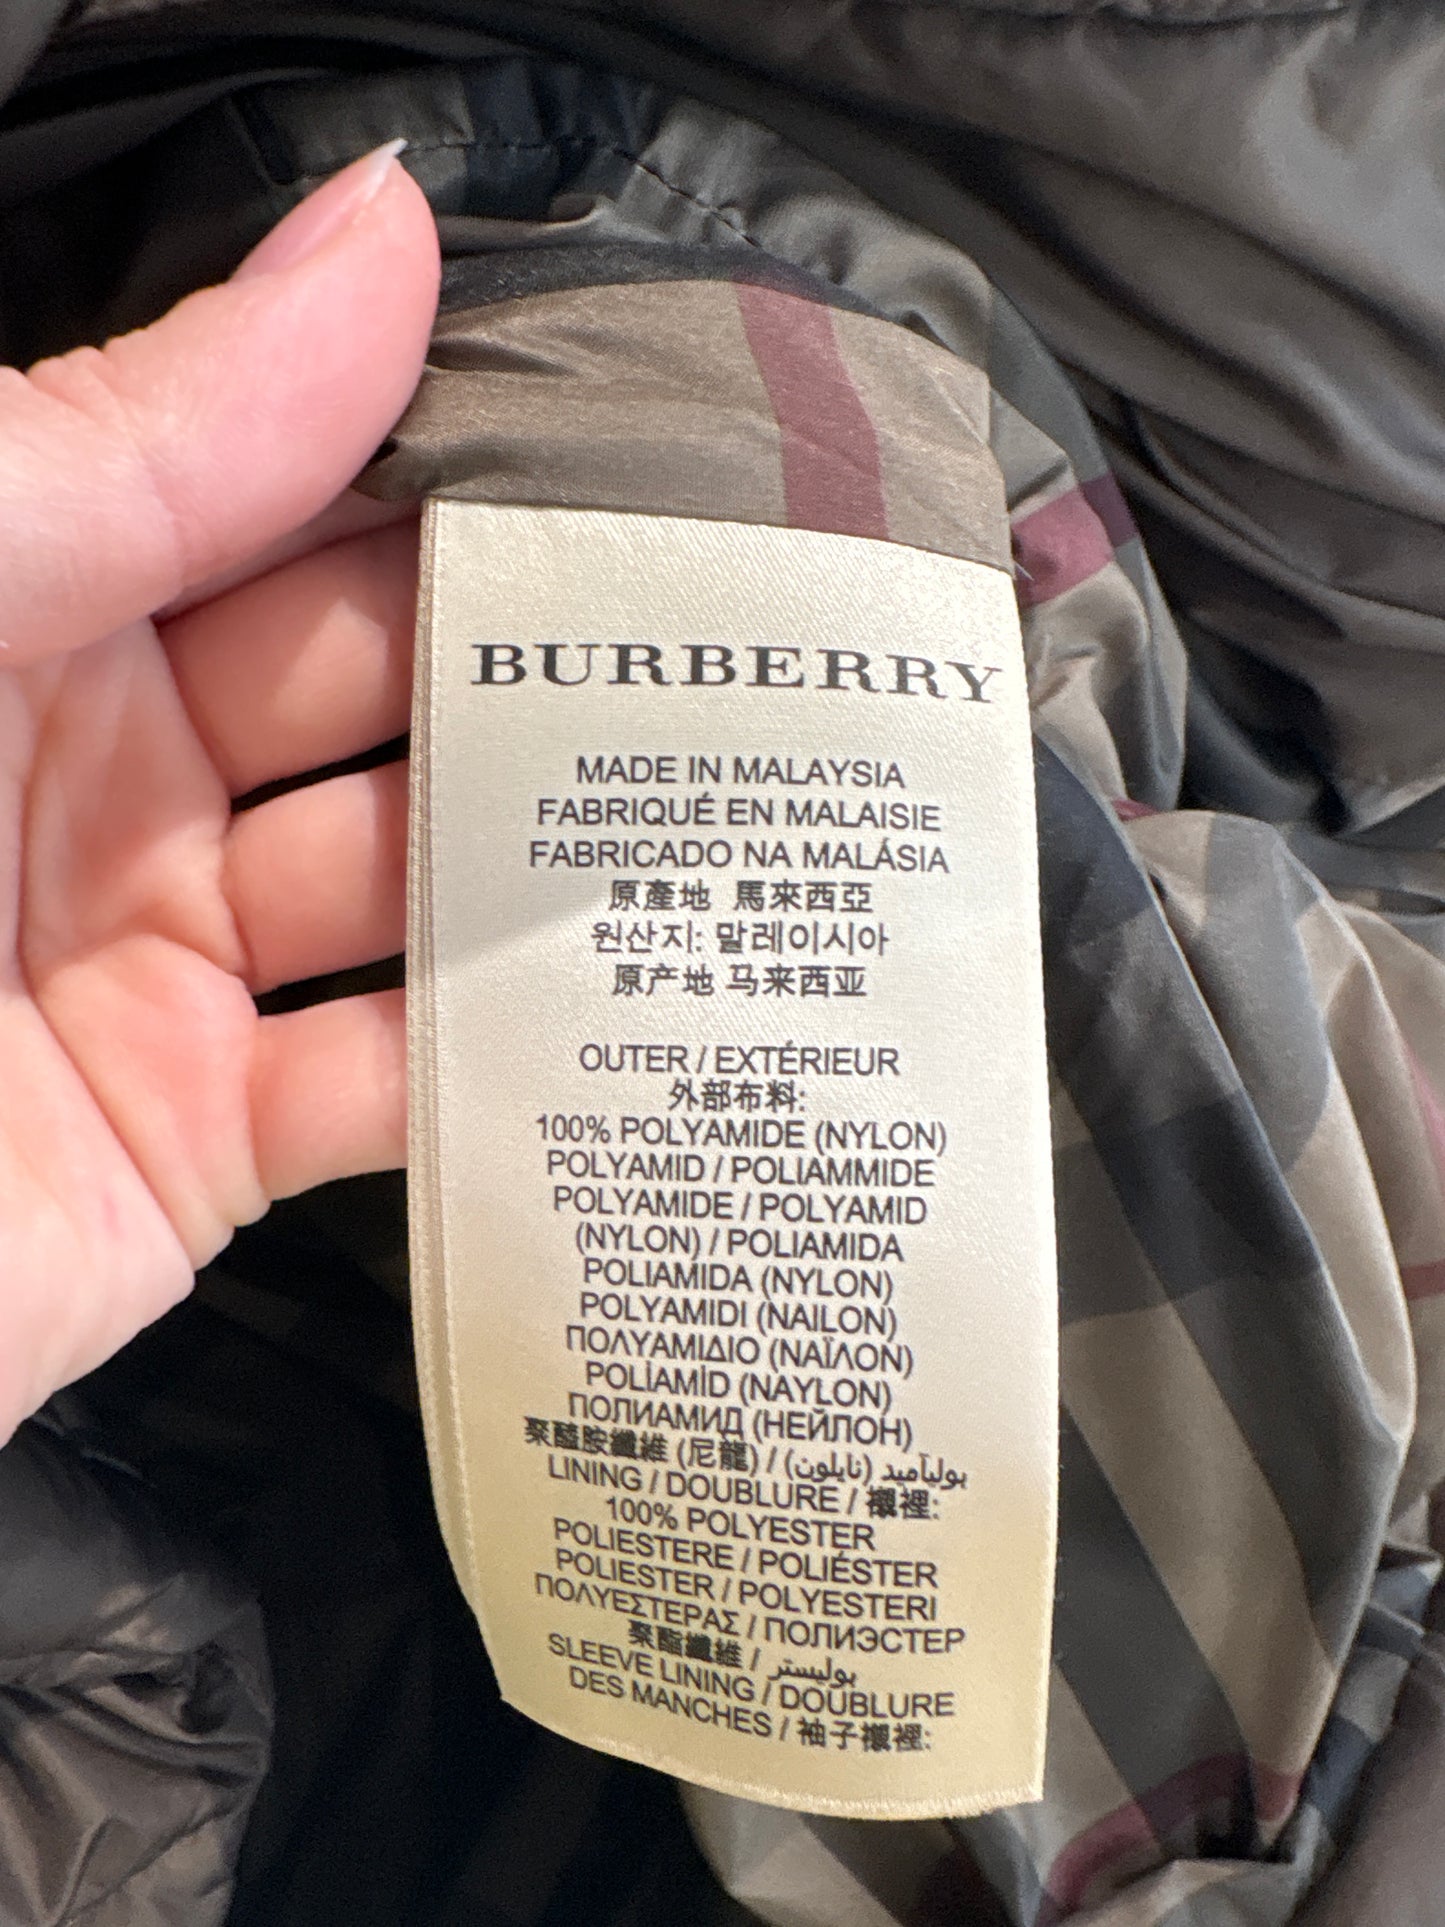 BURBERRY
MADE IN MALAYSIA
FABRIQUÉ EN MALAISIE
FABRICADO NA MALÁSIA
原產地 馬來西亞
원산지: 말레이시아
原产地 马来西亚
OUTER / EXTÉRIEUR
外部布料:
100% POLYAMIDE (NYLON)
POLYAMID / POLIAMMIDE
POLYAMIDE / POLYAMID
(NYLON) / POLIAMIDA
POLIAMIDA (NYLON)
POLYAMIDI (NAILON)
ΠΟΛΥΑΜΙΔΙΟ (ΝΑΪΛΟΝ)
POLİAMİD (NAYLON)
ПОЛИАМИД (НЕЙЛОН)
聚醯胺纖維 (尼龍) / بوليآميد (نايلون)
LINING / DOUBLURE / 襯裡:
100% POLYESTER
POLIESTERE / POLIÉSTER
POLIESTER / POLYESTERI
ΠΟΛΥΕΣΤΕΡΑΣ / ПОЛИЭСТЕР
聚酯纖維 / بوليستر
SLEEVE LINING / DOUBLURE
DES MANCHES / 袖子襯裡: